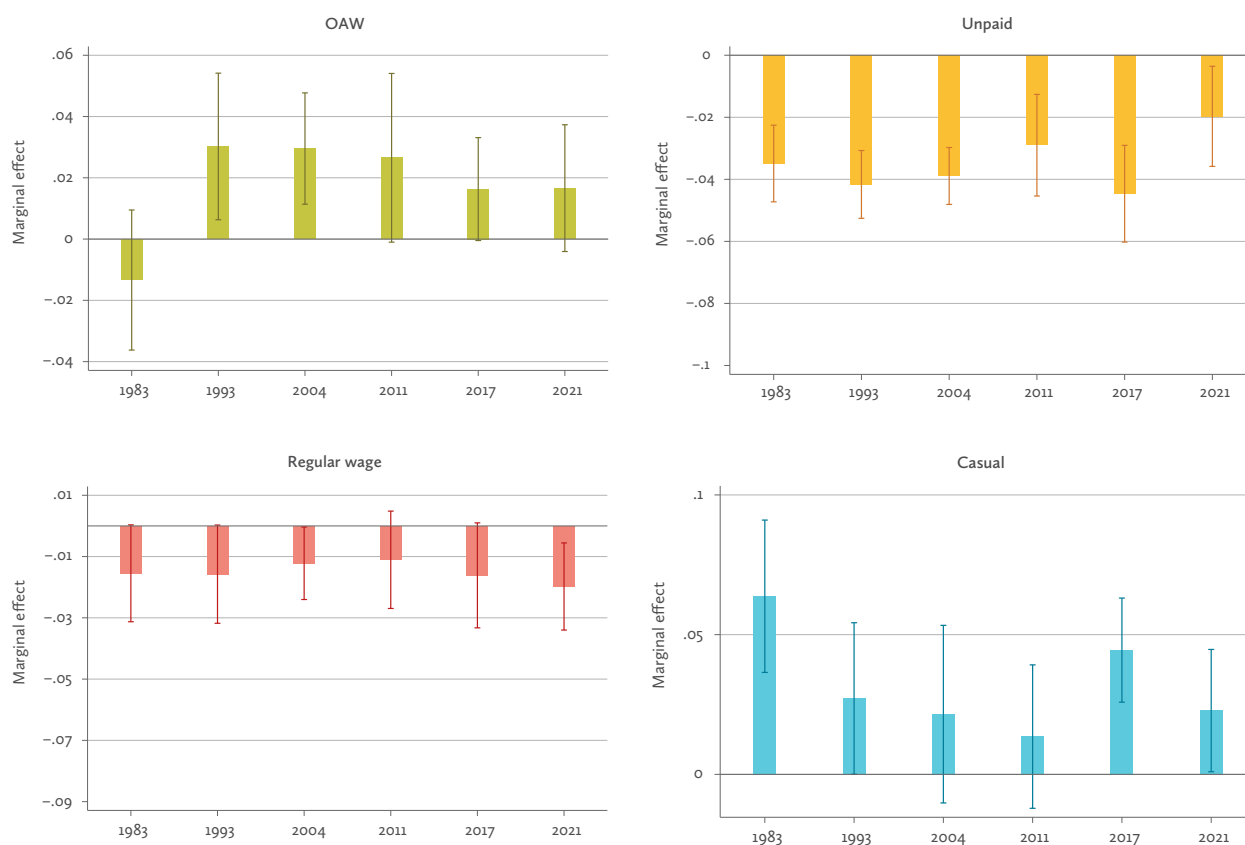 OAW
Marginal effect
.06
.04
.02
0
−.02
−.04
1983 1993 2004 2011 2017 2021
Unpaid
Marginal effect
0
−.02
−.04
−.06
−.08
−.1
1983 1993 2004 2011 2017 2021
Regular wage
Marginal effect
.01
−.01
−.03
−.05
−.07
−.09
1983 1993 2004 2011 2017 2021
Casual
Marginal effect
.1
.05
0
1983 1993 2004 2011 2017 2021